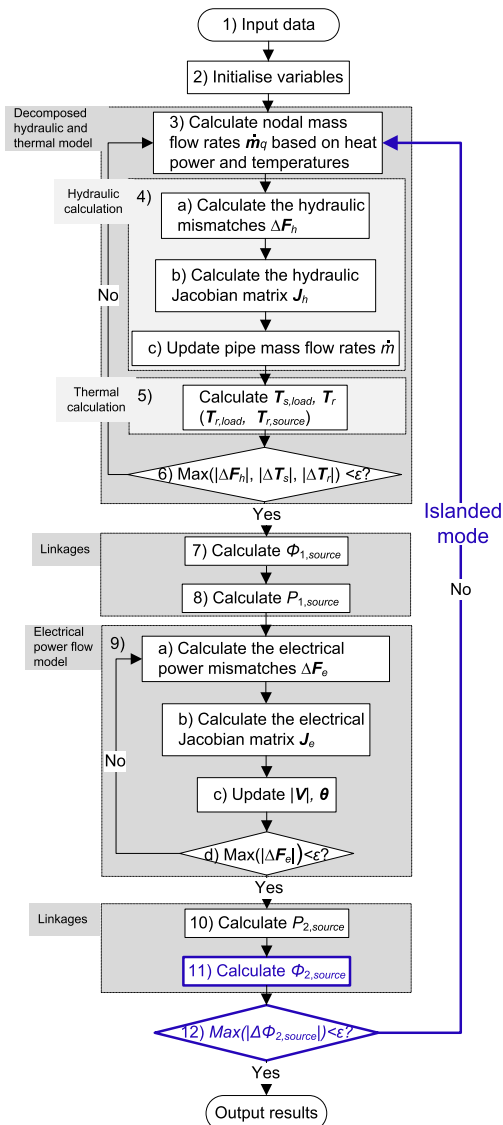 1) Input data
2) Initialise variables
Decomposed
hydraulic and
thermal model
3) Calculate nodal mass
flow rates ṁq based on heat
power and temperatures
Hydraulic
calculation
4)
a) Calculate the hydraulic
mismatches ΔFh
b) Calculate the hydraulic
Jacobian matrix Jh
No
c) Update pipe mass flow rates ṁ
Thermal
calculation
5)
Calculate Ts,load, Tr
(Tr,load, Tr,source)
6) Max(|ΔFh|, |ΔTs|, |ΔTr|) <ε?
Yes
Islanded
mode
No
Linkages
7) Calculate Φ1,source
8) Calculate P1,source
Electrical
power flow
model
9)
a) Calculate the electrical
power mismatches ΔFe
b) Calculate the electrical
Jacobian matrix Je
No
c) Update |V|, θ
d) Max(|ΔFe|)<ε?
Yes
Linkages
10) Calculate P2,source
11) Calculate Φ2,source
12) Max(|ΔΦ2,source|)<ε?
Yes
Output results